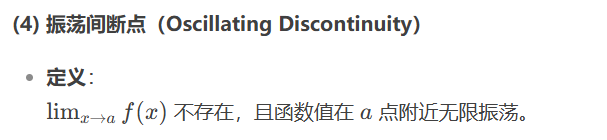 (4) 振荡间断点（Oscillating Discontinuity）
• 定义：
lim_{x→a} f(x) 不存在，且函数值在 a 点附近无限振荡。